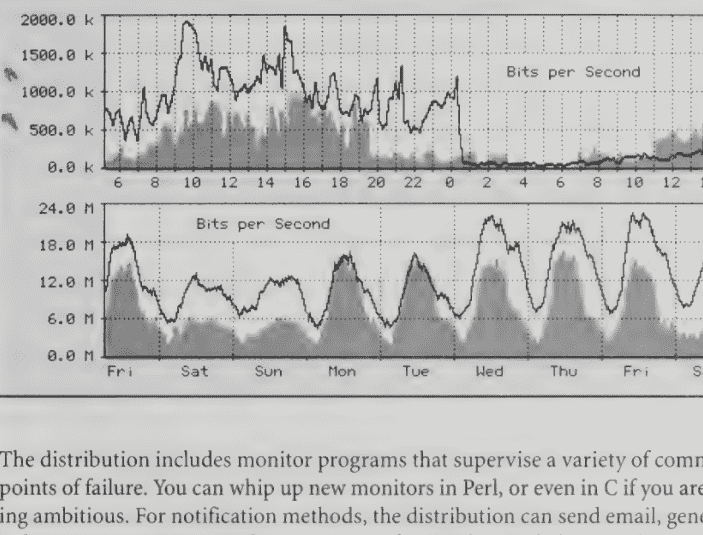 2000.0 k
1500.0 k
Bits per Second
1000.0 k
500.0 k
0.0 k
6 8 10 12 14 16 18 20 22 0 2 4 6 8 10 12
24.0 M
Bits per Second
18.0 M
12.0 M
6.0 M
0.0 M
Fri Sat Sun Mon Tue Wed Thu Fri
The distribution includes monitor programs that supervise a variety of
points of failure. You can whip up new monitors in Perl, or even in C if you are
ing ambitious. For notification methods, the distribution can send email,